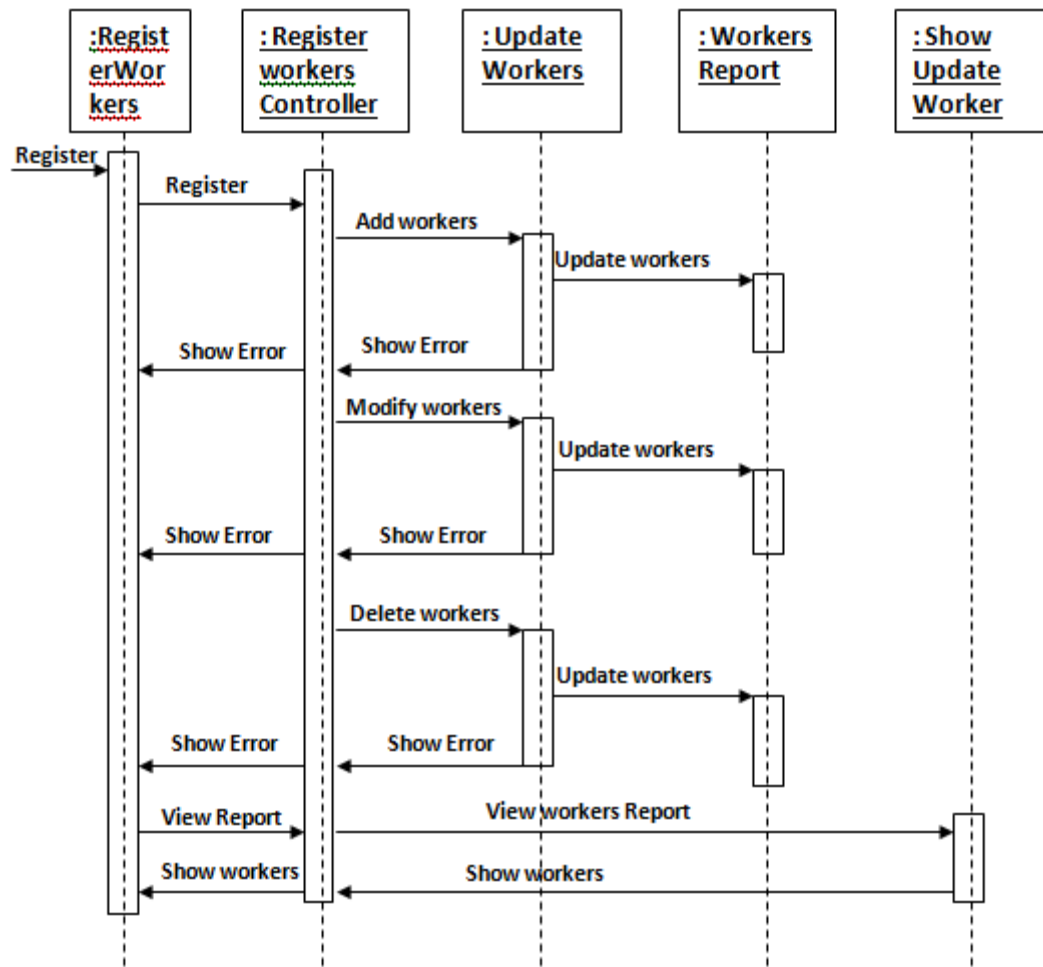 :Regist
erWor
kers
: Register
workers
Controller
: Update
Workers
: Workers
Report
: Show
Update
Worker
Register
Register
Add workers
Update workers
Show Error
Show Error
Modify workers
Update workers
Show Error
Show Error
Delete workers
Update workers
Show Error
Show Error
View Report
View workers Report
Show workers
Show workers